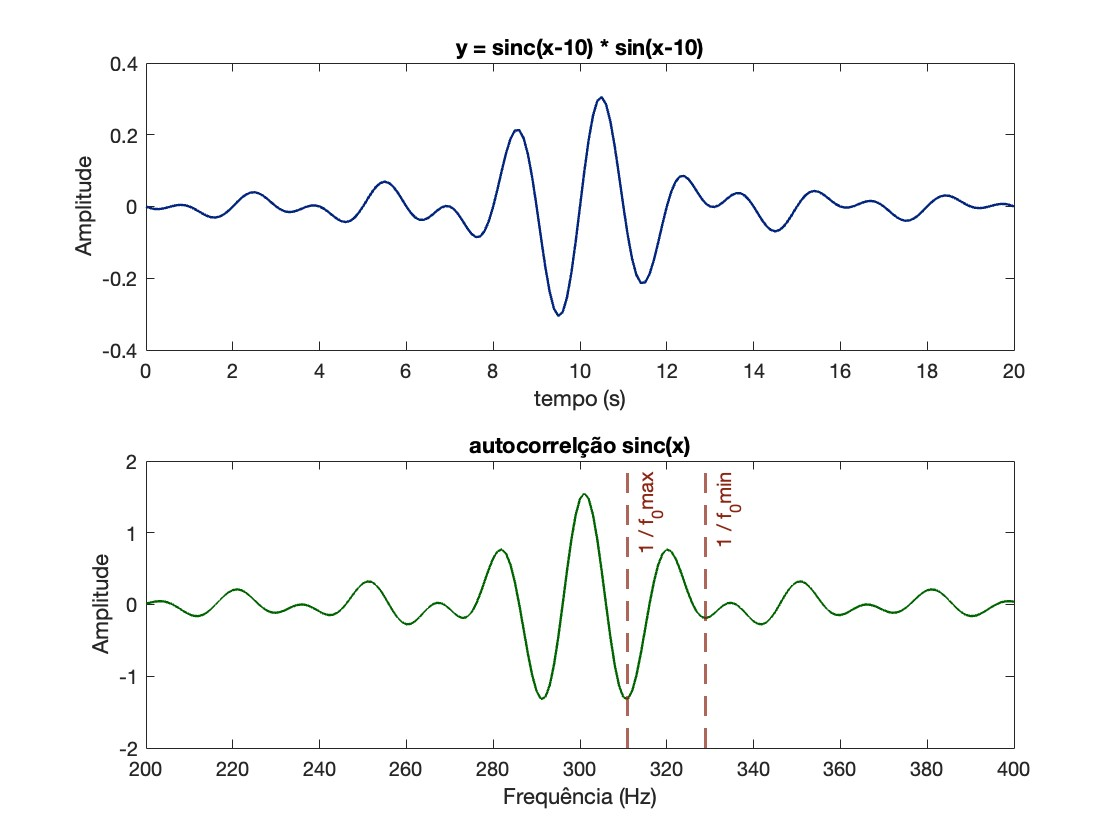 y = sinc(x-10) * sin(x-10)
0.4
0.2
0
-0.2
-0.4
Amplitude
0 2 4 6 8 10 12 14 16 18 20
tempo (s)
autocorrelção sinc(x)
2
1
0
-1
-2
Amplitude
1 / f0max
1 / f0min
200 220 240 260 280 300 320 340 360 380 400
Frequência (Hz)